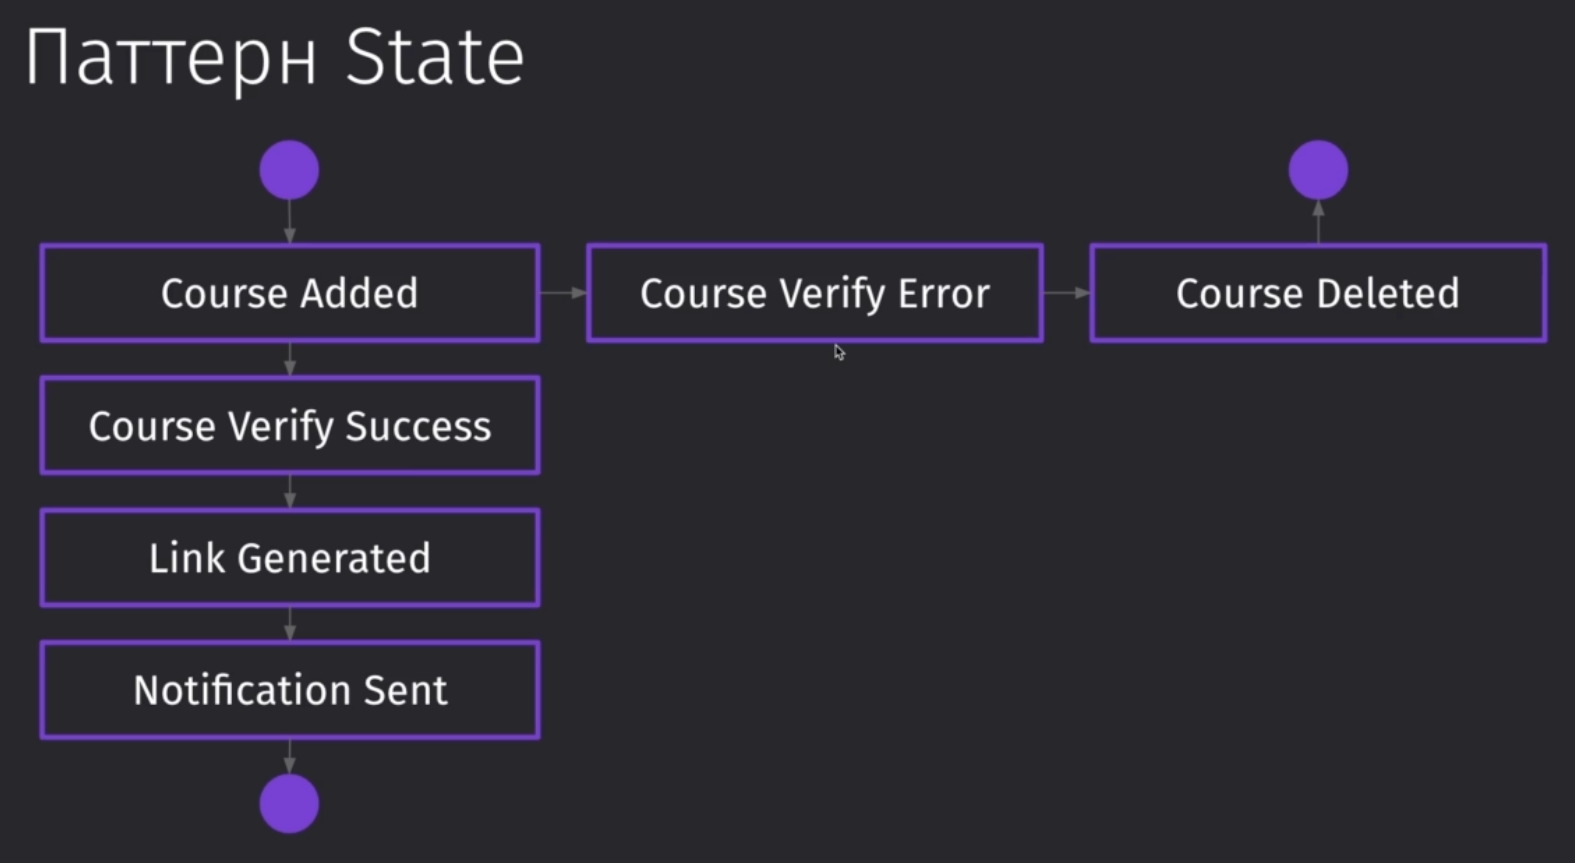 Паттерн State
Course Added
Course Verify Error
Course Deleted
Course Verify Success
Link Generated
Notification Sent